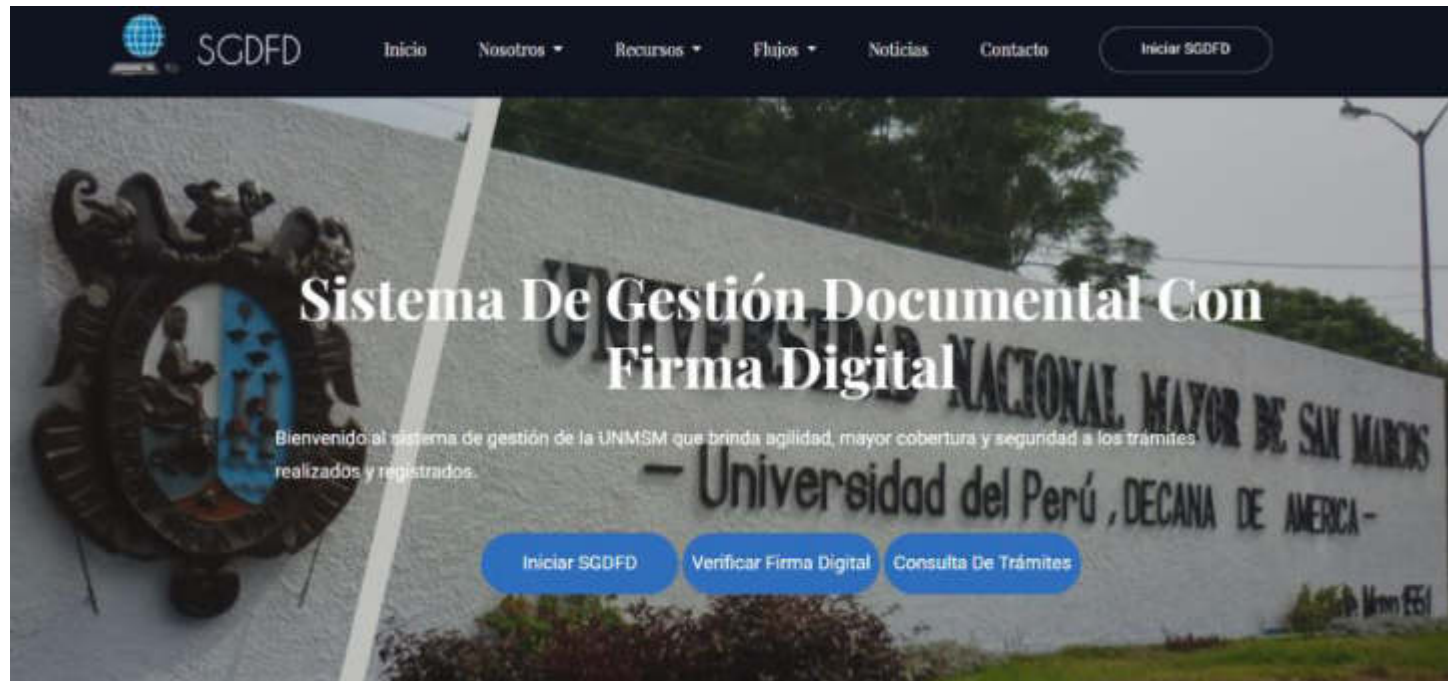 SGDFD
Inicio
Nosotros
Recursos
Flujos
Noticias
Contacto
Iniciar SGDFD
Sistema De Gestión Documental Con
Firma Digital
UNIVERSIDAD NACIONAL MAYOR DE SAN MARCOS
Bienvenido al sistema de gestión de la UNMSM que brinda agilidad, mayor cobertura y seguridad a los trámites
realizados y registrados.
- Universidad del Perú , DECANA DE AMERICA -
Iniciar SGDFD
Verificar Firma Digital
Consulta De Trámites